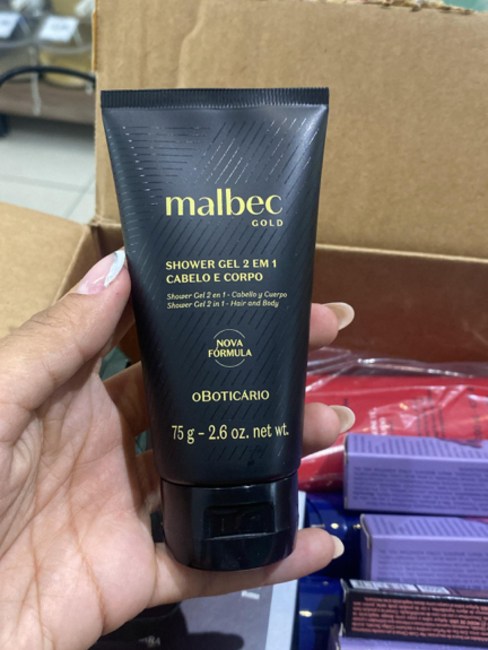 malbec
GOLD
SHOWER GEL 2 EM 1
CABELO E CORPO
Shower Gel 2 en 1 - Cabello y Cuerpo
Shower Gel 2 in 1 - Hair and Body
NOVA
FÓRMULA
OBOTICÁRIO
75 g – 2.6 oz. net wt.